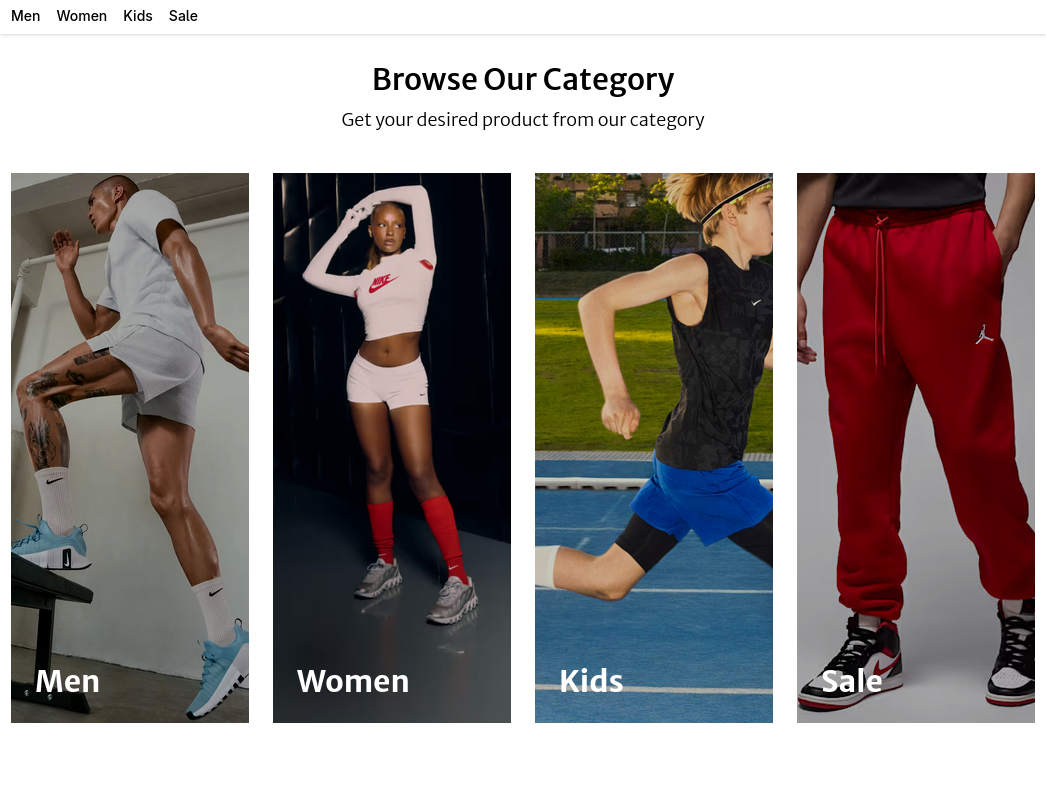 Men Women Kids Sale
Browse Our Category
Get your desired product from our category
NIKE
Men
Women
Kids
Sale